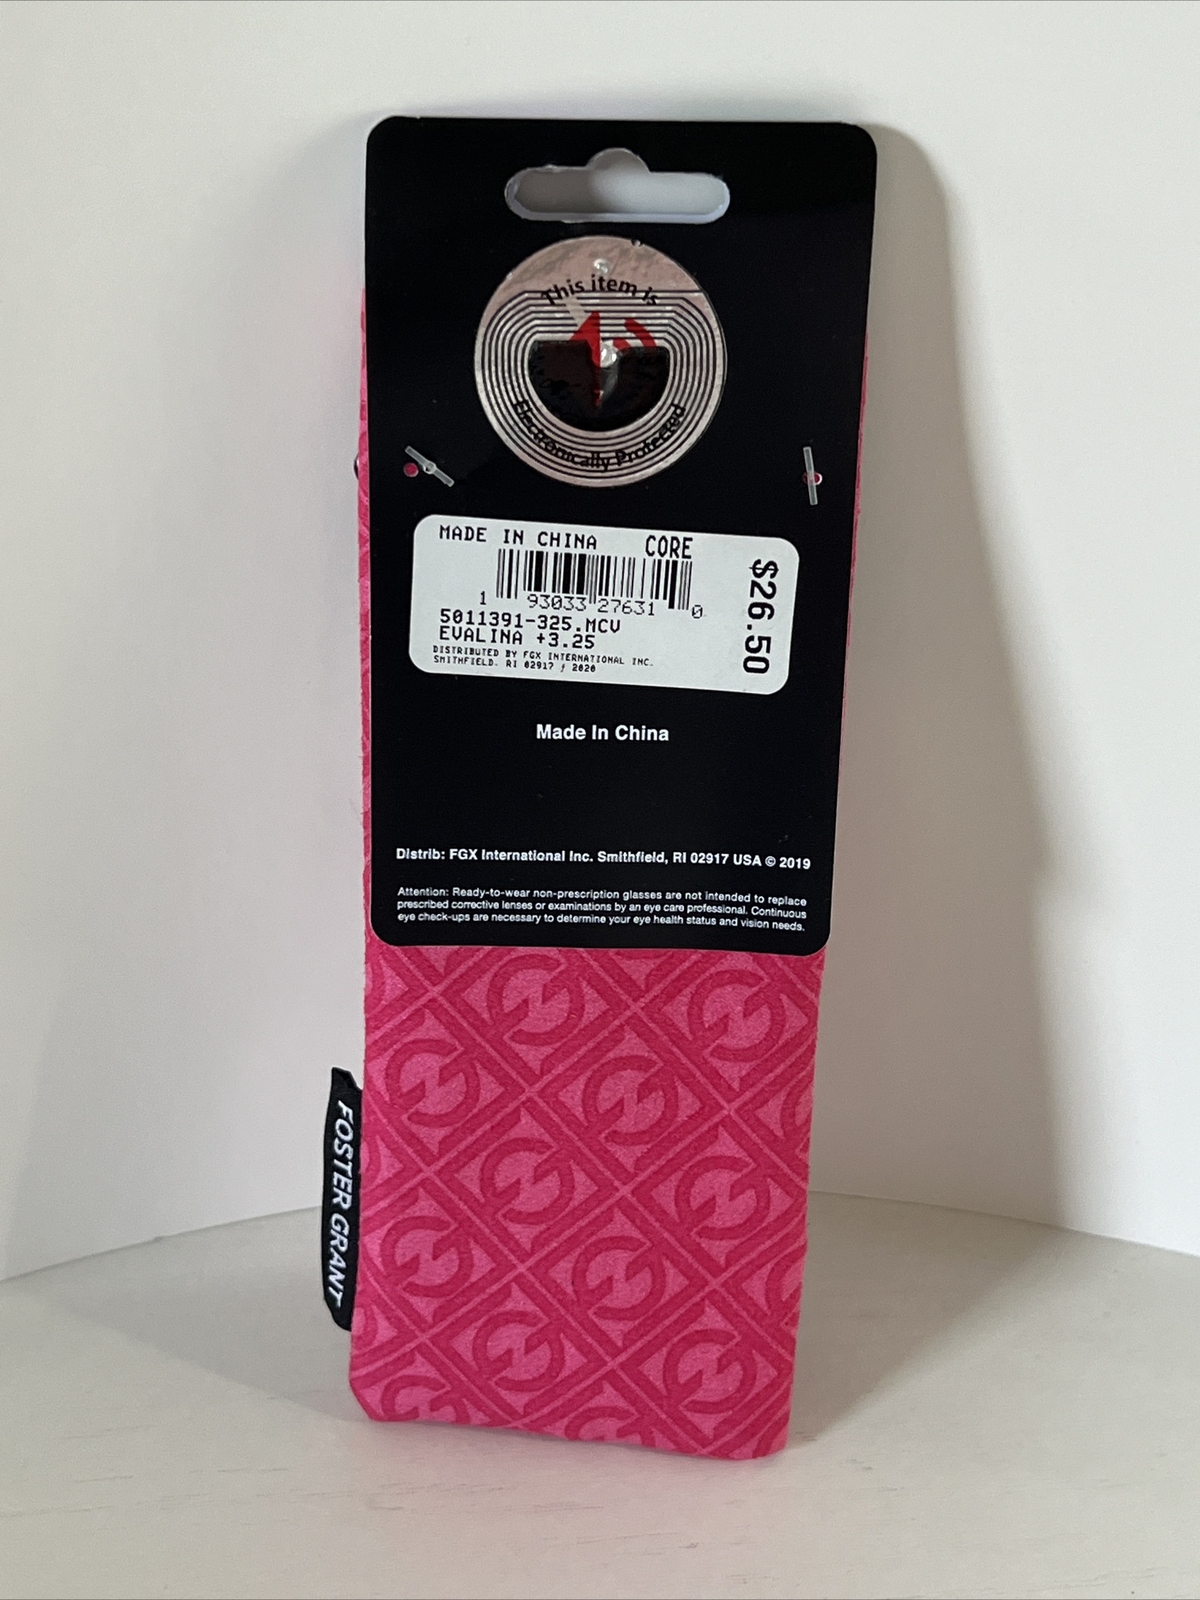 This item is
Electronically Protected
MADE IN CHINA CORE
$26.50
1 93033 27631 0
5011391-325.MCV
EVALINA +3.25
DISTRIBUTED BY FGX INTERNATIONAL INC.
SMITHFIELD. RI 02917 / 2020
Made In China
Distrib: FGX International Inc. Smithfield, RI 02917 USA © 2019
Attention: Ready-to-wear non-prescription glasses are not intended to replace
prescribed corrective lenses or examinations by an eye care professional. Continuous
eye check-ups are necessary to determine your eye health status and vision needs.
FOSTER GRANT